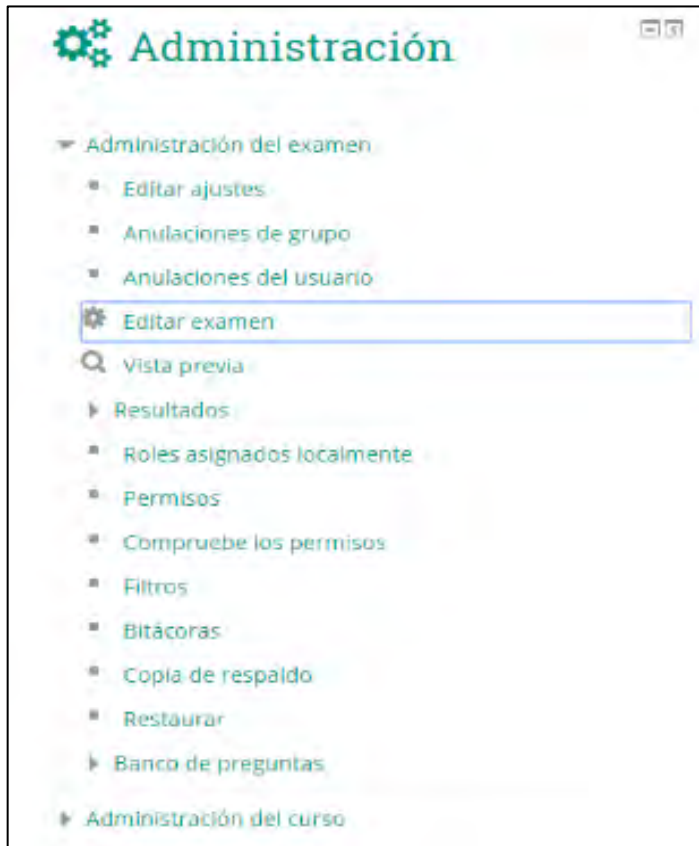 Administración
Administración del examen
Editar ajustes
Anulaciones de grupo
Anulaciones del usuario
Editar examen
Vista previa
Resultados
Roles asignados localmente
Permisos
Compruebe los permisos
Filtros
Bitácoras
Copia de respaldo
Restaurar
Banco de preguntas
Administración del curso